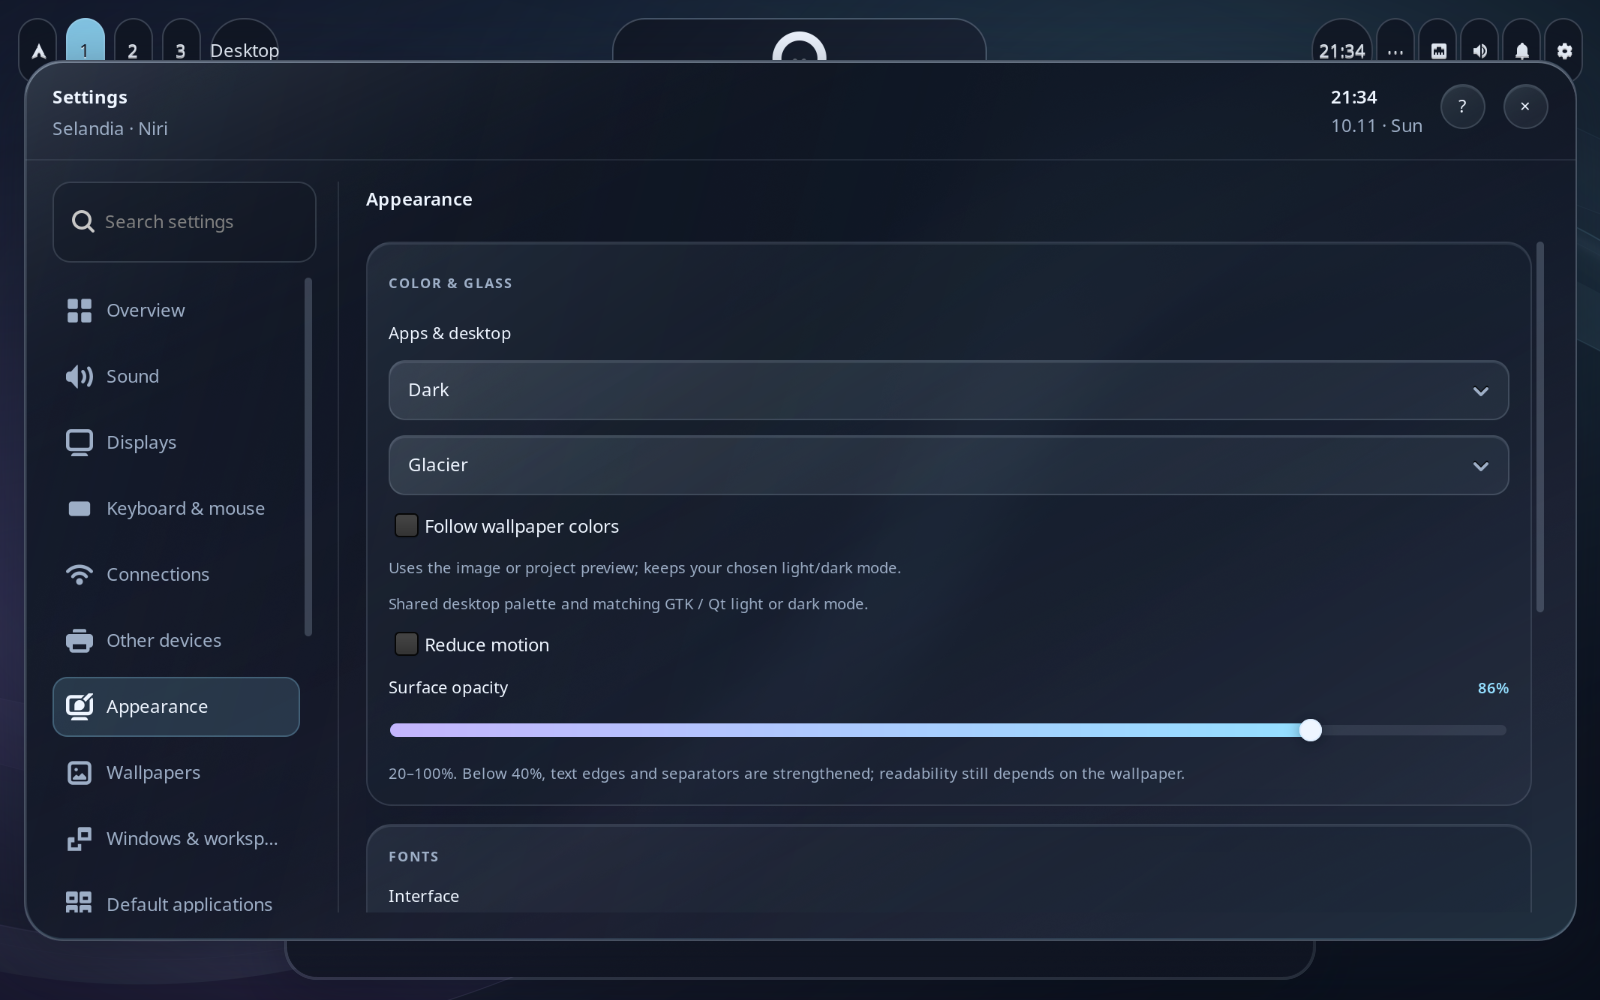 1
2
3
Desktop
21:34
...
Settings
Selandia · Niri
21:34
10.11 · Sun
?
×
Search settings
Overview
Sound
Displays
Keyboard & mouse
Connections
Other devices
Appearance
Wallpapers
Windows & worksp...
Default applications
Appearance
COLOR & GLASS
Apps & desktop
Dark
Glacier
Follow wallpaper colors
Uses the image or project preview; keeps your chosen light/dark mode.
Shared desktop palette and matching GTK / Qt light or dark mode.
Reduce motion
Surface opacity
86%
20–100%. Below 40%, text edges and separators are strengthened; readability still depends on the wallpaper.
FONTS
Interface